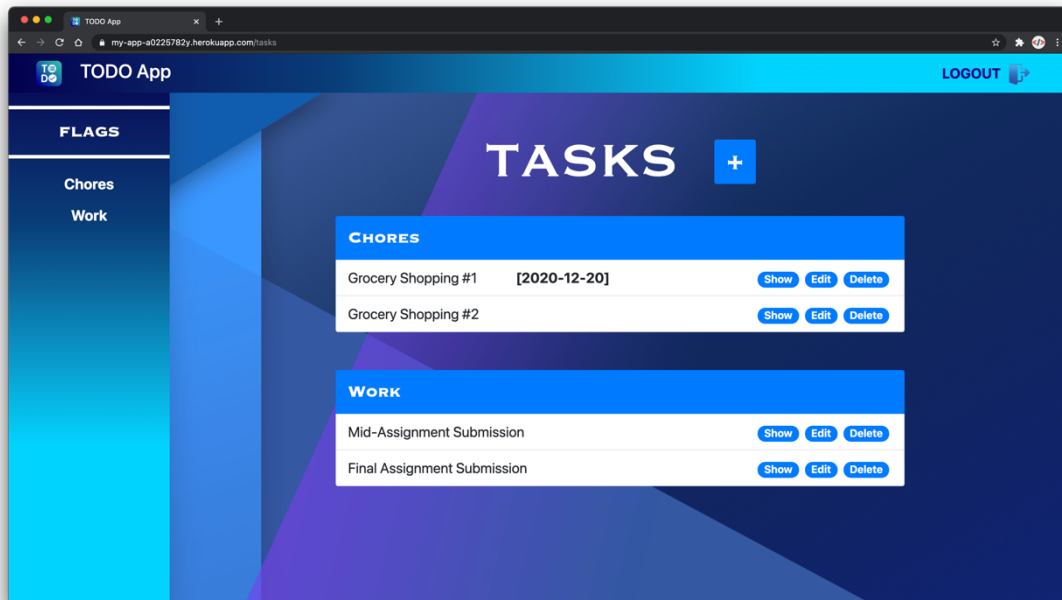 TODO App
my-app-a0225782y.herokuapp.com/tasks
TO
DO
TODO App
LOGOUT
FLAGS
Chores
Work
TASKS +
CHORES
Grocery Shopping #1 [2020-12-20] Show Edit Delete
Grocery Shopping #2 Show Edit Delete
WORK
Mid-Assignment Submission Show Edit Delete
Final Assignment Submission Show Edit Delete